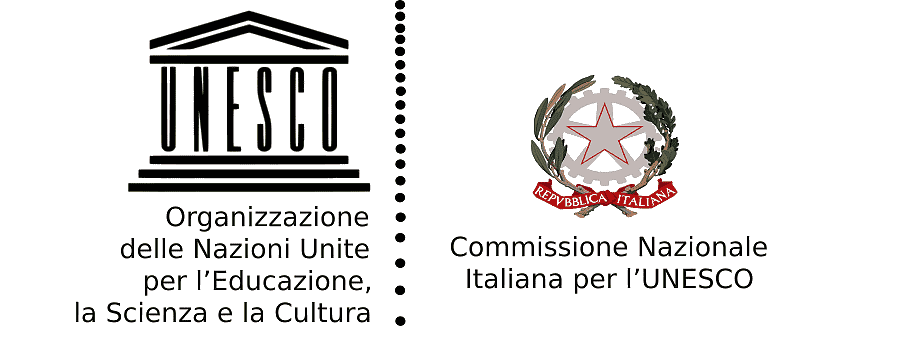 UNESCO
Organizzazione
delle Nazioni Unite
per l’Educazione,
la Scienza e la Cultura
REPVBBLICA ITALIANA
Commissione Nazionale
Italiana per l’UNESCO